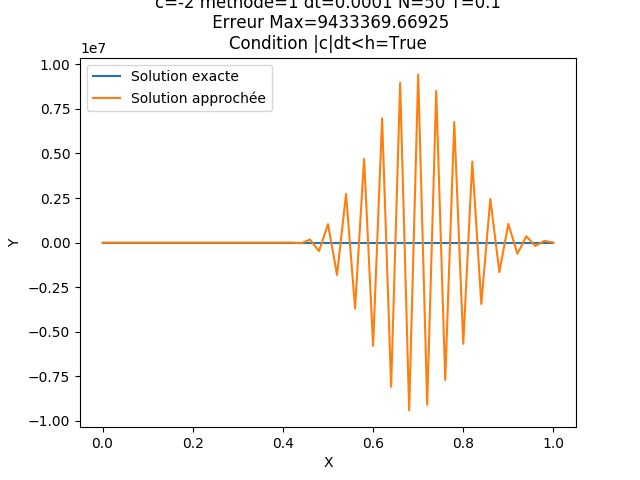 c=-2 methode=1 dt=0.0001 N=50 T=0.1
Erreur Max=9433369.66925
Condition |c|dt<h=True
1e7
Solution exacte
Solution approchée
1.00
0.75
0.50
0.25
0.00
−0.25
−0.50
−0.75
−1.00
Y
0.0 0.2 0.4 0.6 0.8 1.0
X